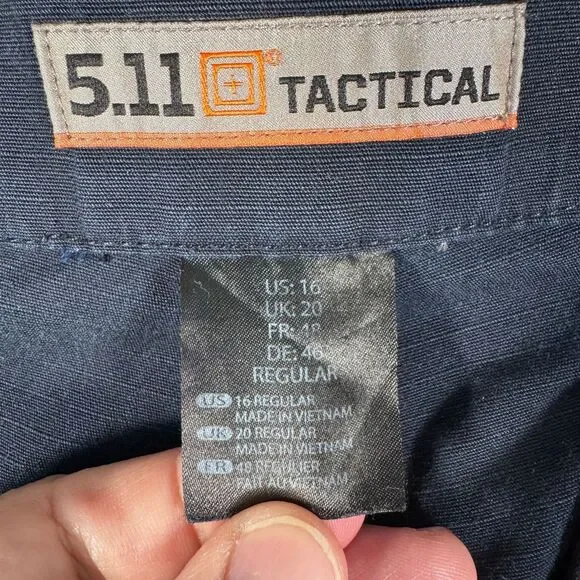 5.11 ® TACTICAL
US: 16
UK: 20
FR: 48
DE: 46
REGULAR
US 16 REGULAR
MADE IN VIETNAM
UK 20 REGULAR
MADE IN VIETNAM
FR 48 REGULIER
FAIT AU VIETNAM